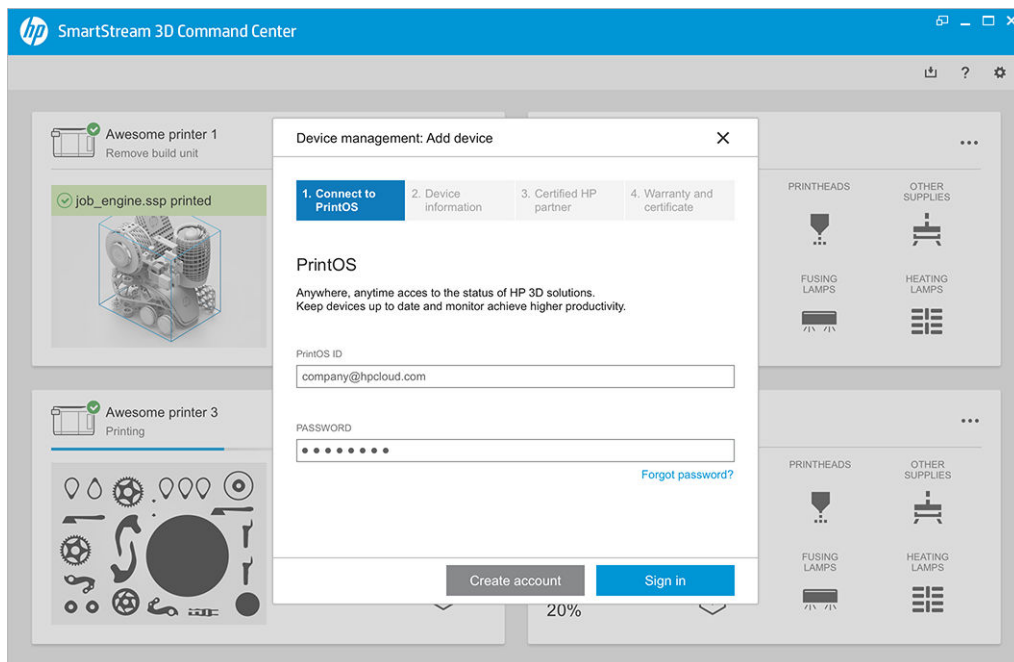 hp SmartStream 3D Command Center
?
Awesome printer 1
Remove build unit
job_engine.ssp printed
Device management: Add device
1. Connect to
PrintOS
2. Device
information
3. Certified HP
partner
4. Warranty and
certificate
PrintOS
Anywhere, anytime acces to the status of HP 3D solutions.
Keep devices up to date and monitor achieve higher productivity.
PrintOS ID
company@hpcloud.com
PASSWORD
Forgot password?
Create account
Sign in
PRINTHEADS
OTHER
SUPPLIES
FUSING
LAMPS
HEATING
LAMPS
Awesome printer 3
Printing
20%
PRINTHEADS
OTHER
SUPPLIES
FUSING
LAMPS
HEATING
LAMPS